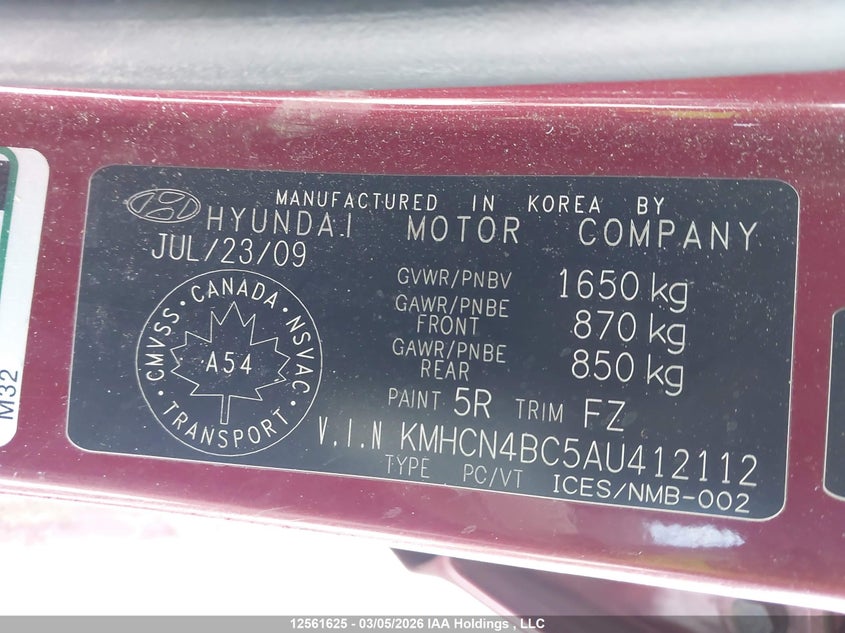 MANUFACTURED IN KOREA BY
HYUNDAI MOTOR COMPANY
JUL/23/09
GVWR/PNBV 1650 kg
GAWR/PNBE
FRONT 870 kg
GAWR/PNBE
REAR 850 kg
PAINT 5R TRIM FZ
V.I.N KMHCN4BC5AU412112
TYPE PC/VT ICES/NMB-002
CMVSS · CANADA · NSVAC · TRANSPORT ·
A54
M32
12561625 - 03/05/2026 IAA Holdings , LLC